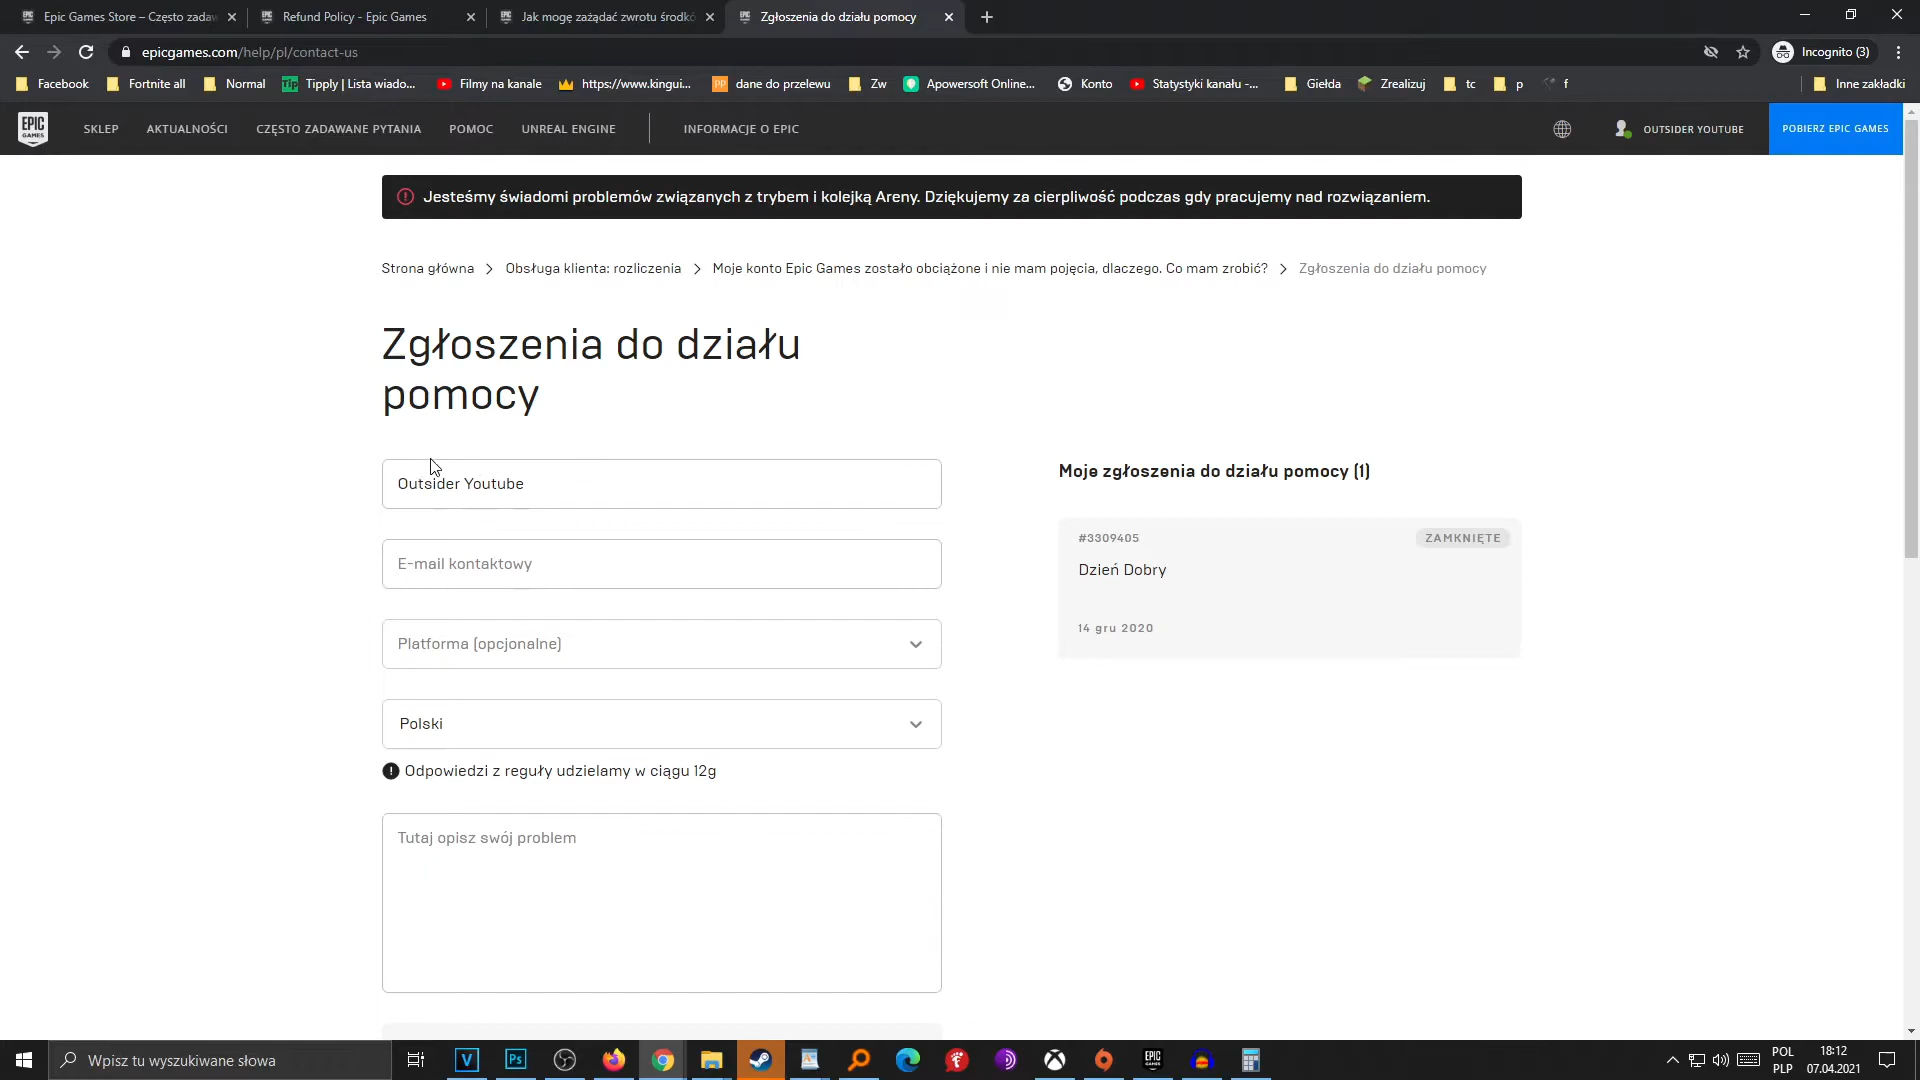 Epic Games Store – Często zadaw
Refund Policy - Epic Games
Jak mogę zażądać zwrotu środkó
Zgłoszenia do działu pomocy
epicgames.com/help/pl/contact-us
Incognito (3)
Facebook
Fortnite all
Normal
Tipply | Lista wiado...
Filmy na kanale
https://www.kingui...
PP
dane do przelewu
Zw
Apowersoft Online...
Konto
Statystyki kanału -...
Giełda
Zrealizuj
tc
p
f
Inne zakładki
EPIC GAMES
SKLEP
AKTUALNOŚCI
CZĘSTO ZADAWANE PYTANIA
POMOC
UNREAL ENGINE
INFORMACJE O EPIC
OUTSIDER YOUTUBE
POBIERZ EPIC GAMES
Jesteśmy świadomi problemów związanych z trybem i kolejką Areny. Dziękujemy za cierpliwość podczas gdy pracujemy nad rozwiązaniem.
Strona główna > Obsługa klienta: rozliczenia > Moje konto Epic Games zostało obciążone i nie mam pojęcia, dlaczego. Co mam zrobić? > Zgłoszenia do działu pomocy
Zgłoszenia do działu
pomocy
Outsider Youtube
E-mail kontaktowy
Platforma (opcjonalne)
Polski
Odpowiedzi z reguły udzielamy w ciągu 12g
Tutaj opisz swój problem
Moje zgłoszenia do działu pomocy (1)
#3309405
ZAMKNIĘTE
Dzień Dobry
14 gru 2020
Wpisz tu wyszukiwane słowa
V
Ps
EPIC
POL
PLP
18:12
07.04.2021